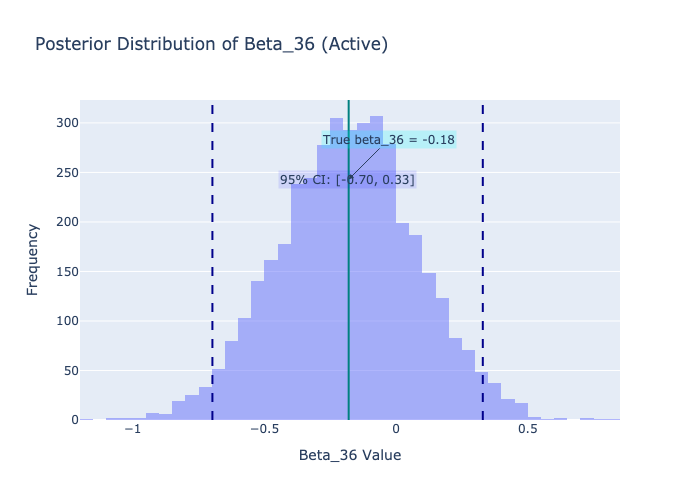 Posterior Distribution of Beta_36 (Active)
300
True beta_36 = -0.18
250
95% CI: [-0.70, 0.33]
200
150
100
50
0
Frequency
−1
−0.5
0
0.5
Beta_36 Value